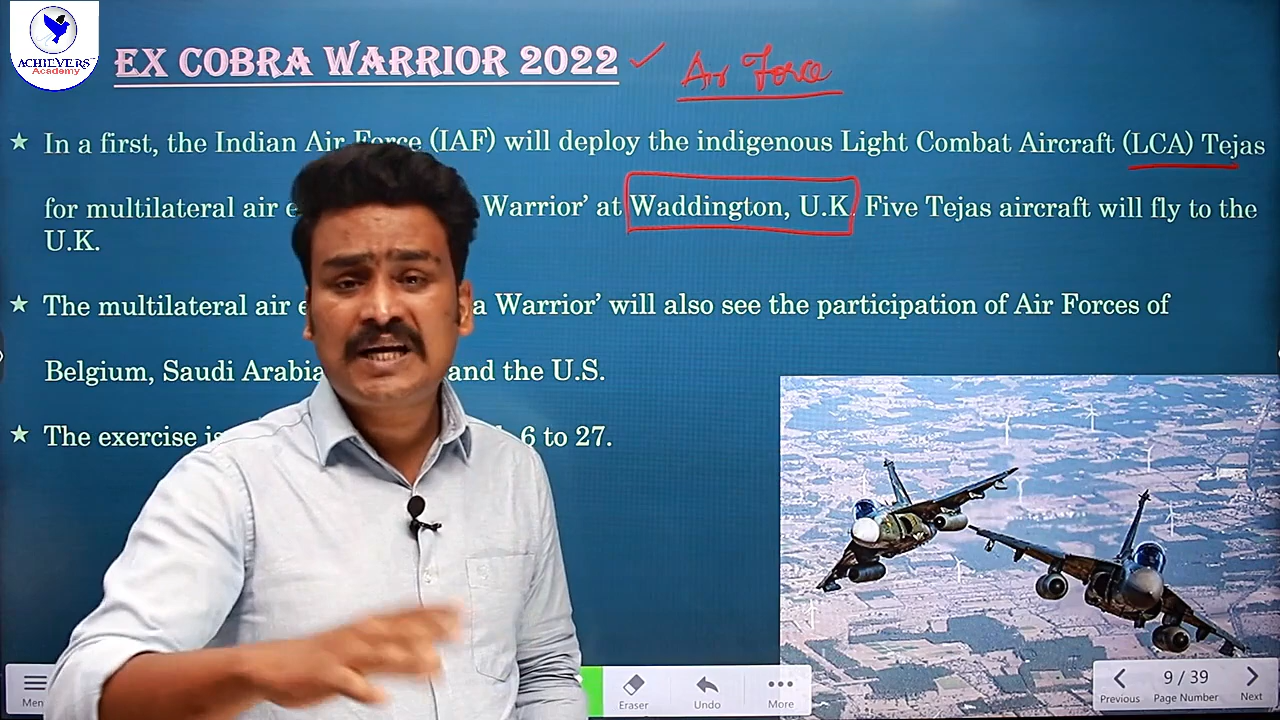 ACHIEVERS
Academy
EX COBRA WARRIOR 2022
Air Force
In a first, the Indian Air Force (IAF) will deploy the indigenous Light Combat Aircraft (LCA) Tejas
for multilateral air e Warrior’ at Waddington, U.K. Five Tejas aircraft will fly to the
U.K.
The multilateral air e a Warrior’ will also see the participation of Air Forces of
Belgium, Saudi Arabia and the U.S.
The exercise is 6 to 27.
Men
Eraser
Undo
More
9 / 39
Previous
Page Number
Next